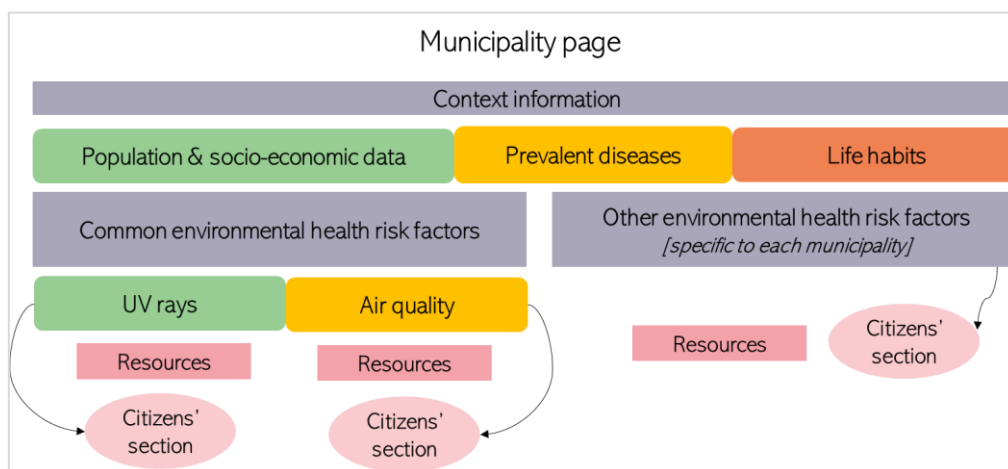 Municipality page
Context information
Population & socio-economic data
Prevalent diseases
Life habits
Common environmental health risk factors
Other environmental health risk factors
[specific to each municipality]
UV rays
Air quality
Resources
Resources
Resources
Citizens'
section
Citizens'
section
Citizens'
section